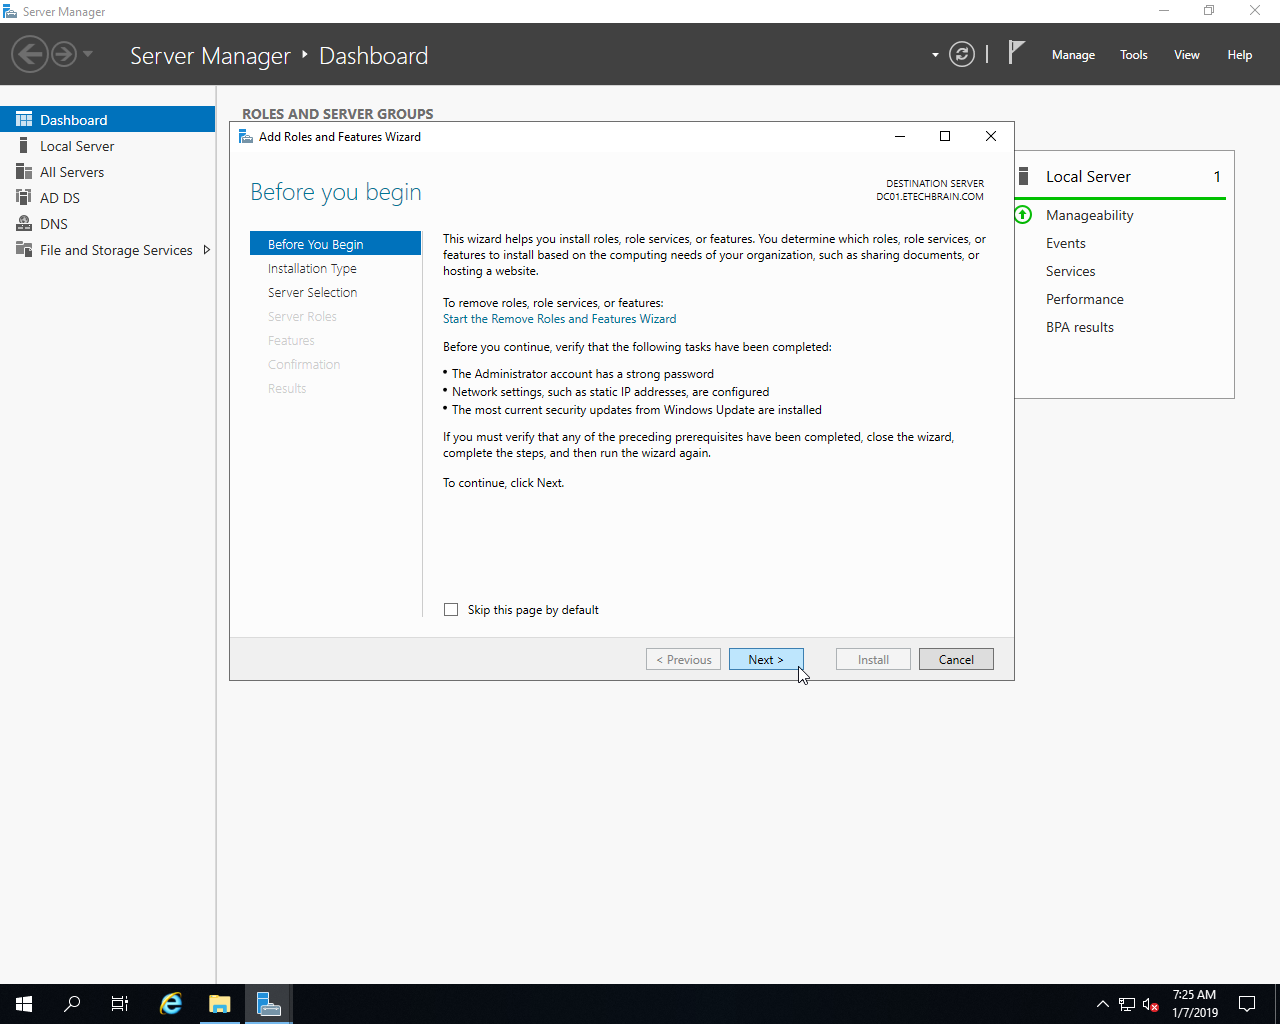 Server Manager
Server Manager
Dashboard
Manage
Tools
View
Help
Dashboard
Local Server
All Servers
AD DS
DNS
File and Storage Services
ROLES AND SERVER GROUPS
Add Roles and Features Wizard
Before you begin
DESTINATION SERVER
DC01.ETECHBRAIN.COM
Before You Begin
Installation Type
Server Selection
Server Roles
Features
Confirmation
Results
This wizard helps you install roles, role services, or features. You determine which roles, role services, or
features to install based on the computing needs of your organization, such as sharing documents, or
hosting a website.
To remove roles, role services, or features:
Start the Remove Roles and Features Wizard
Before you continue, verify that the following tasks have been completed:
• The Administrator account has a strong password
• Network settings, such as static IP addresses, are configured
• The most current security updates from Windows Update are installed
If you must verify that any of the preceding prerequisites have been completed, close the wizard,
complete the steps, and then run the wizard again.
To continue, click Next.
Skip this page by default
< Previous
Next >
Install
Cancel
Local Server 1
Manageability
Events
Services
Performance
BPA results
7:25 AM
1/7/2019